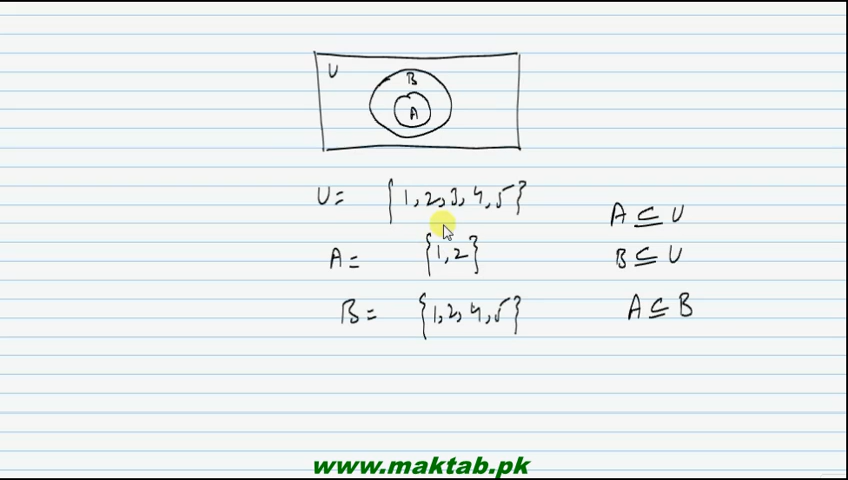 U
B
A
U = {1,2,3,4,5}
A ⊆ U
A = {1,2}
B ⊆ U
B = {1,2,4,5}
A ⊆ B
www.maktab.pk